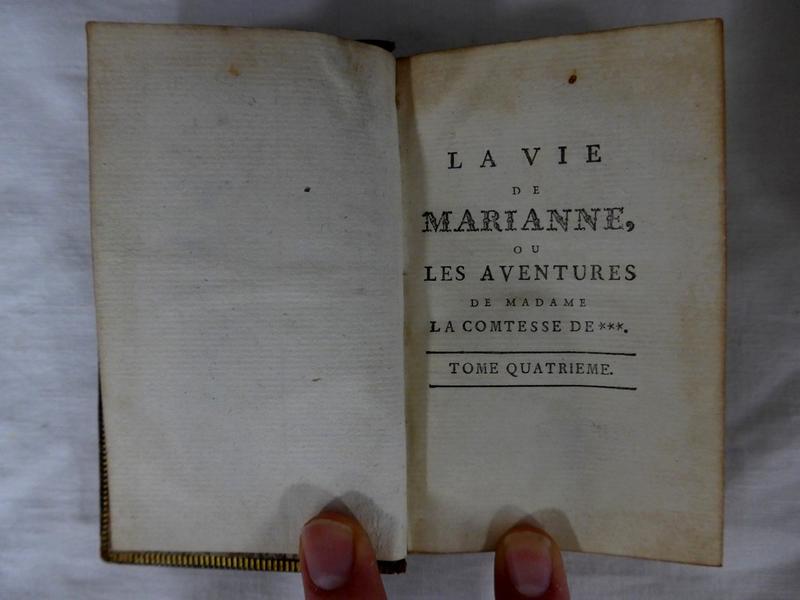 LA VIE
DE
MARIANNE,
OU
LES AVENTURES
DE MADAME
LA COMTESSE DE ***.
TOME QUATRIEME.